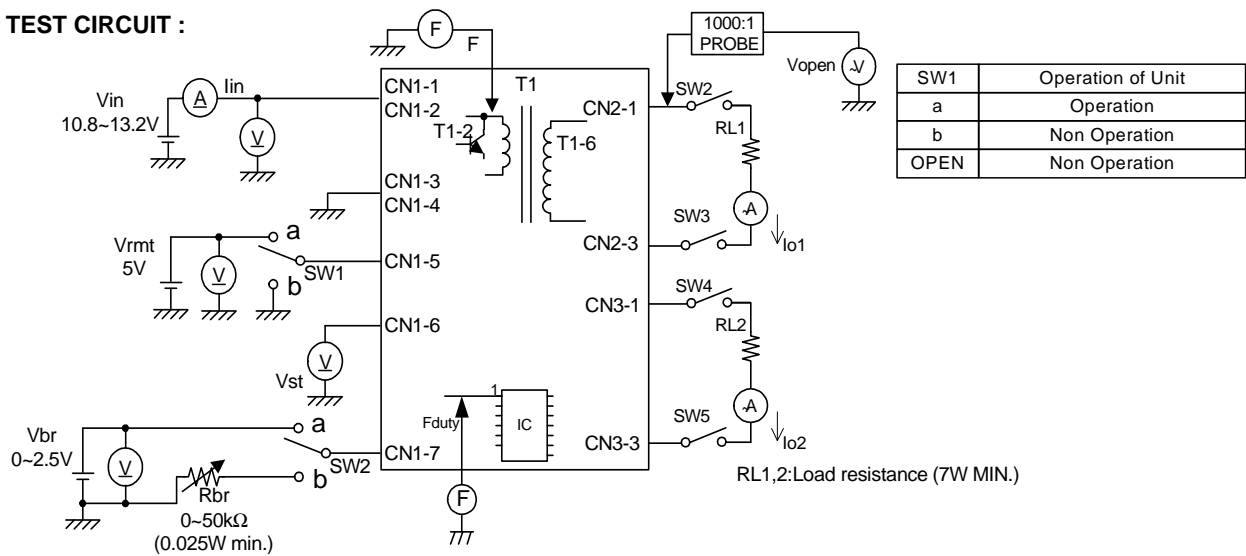 TEST CIRCUIT :
F
F
1000:1
PROBE
Vopen
~V
Vin
10.8~13.2V
A
Iin
V
CN1-1
CN1-2
T1
T1-2
T1-6
CN2-1
SW2
RL1
~A
SW3
Io1
CN2-3
CN1-3
CN1-4
Vrmt
5V
V
a
b
SW1
CN1-5
CN1-6
V
Vst
CN3-1
SW4
RL2
~A
SW5
Io2
CN3-3
1
IC
Fduty
F
Vbr
0~2.5V
V
a
b
SW2
CN1-7
Rbr
0~50kΩ
(0.025W min.)
RL1,2:Load resistance (7W MIN.)
SW1 Operation of Unit
a Operation
b Non Operation
OPEN Non Operation